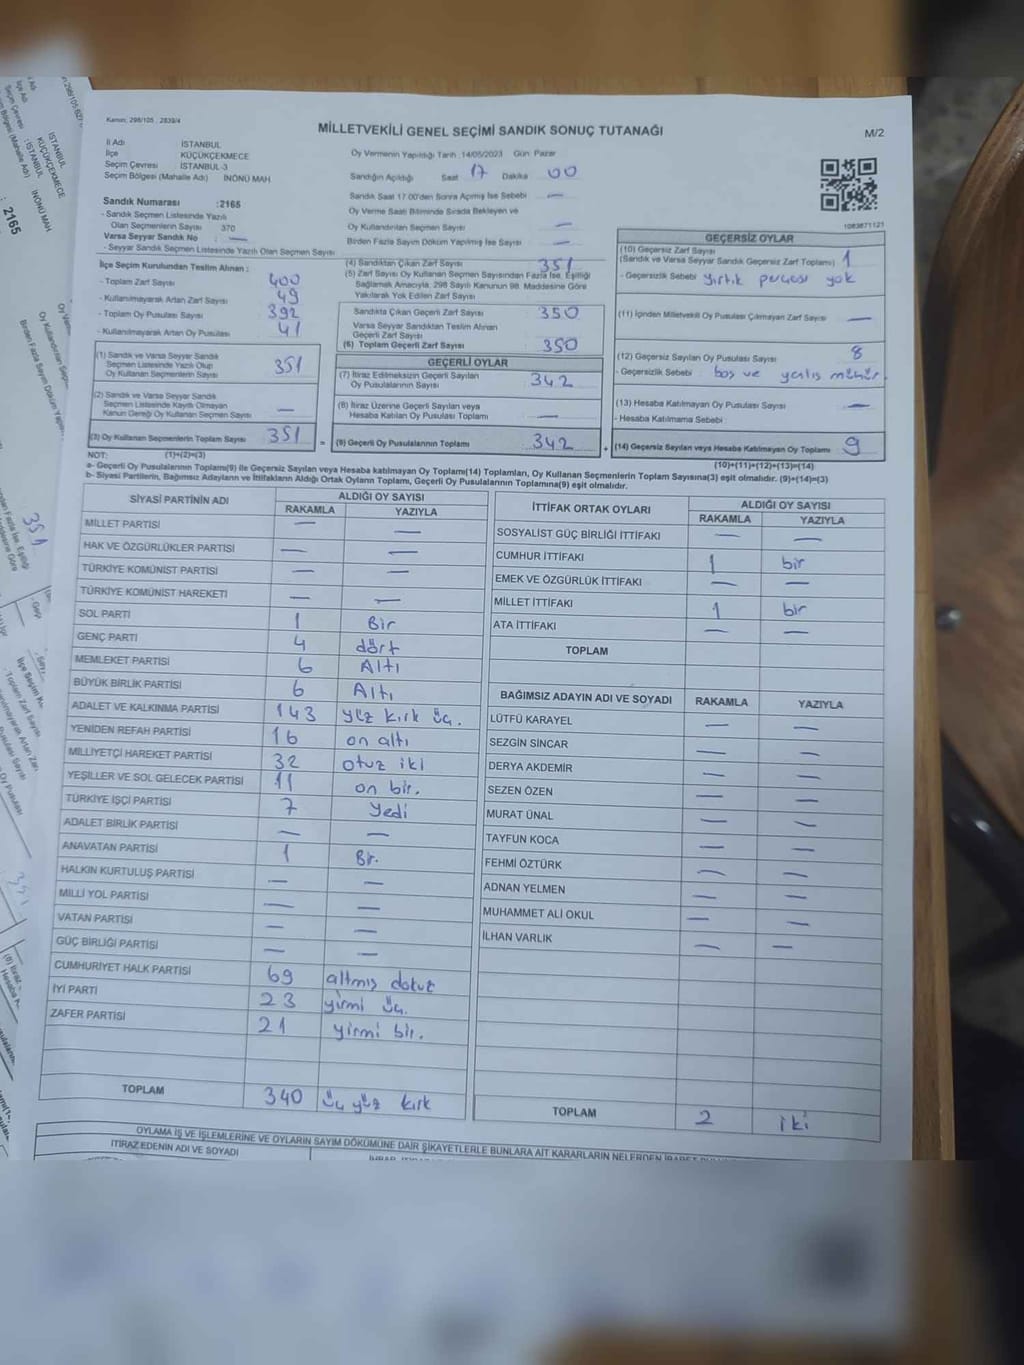 Kanun: 298/105 : 2839/4
MİLLETVEKİLİ GENEL SEÇİMİ SANDIK SONUÇ TUTANAĞI
M/2
İl Adı : İSTANBUL
İlçe : KÜÇÜKÇEKMECE
Seçim Çevresi : İSTANBUL-3
Seçim Bölgesi (Mahalle Adı) : İNÖNÜ MAH
Oy Vermenin Yapıldığı Tarih :14/05/2023 Gün: Pazar
Sandığın Açıldığı Saat 17 Dakika 00
Sandık Saat 17.00'den Sonra Açımış İse Sebebi —
Oy Verme Saati Bitiminde Sırada Bekleyen ve
Oy Kullandırılan Seçmen Sayısı —
Birden Fazla Sayım Döküm Yapılmış İse Sayısı —
1083871121
Sandık Numarası :2165
- Sandık Seçmen Listesinde Yazılı
Olan Seçmenlerin Sayısı 370
Varsa Seyyar Sandık No : —
- Seyyar Sandık Seçmen Listesinde Yazılı Olan Seçmen Sayısı
İlçe Seçim Kurulundan Teslim Alınan :
- Toplam Zarf Sayısı 400
- Kullanılmayarak Artan Zarf Sayısı 49
- Toplam Oy Pusulası Sayısı 392
- Kullanılmayarak Artan Oy Pusulası 41
(1) Sandık ve Varsa Seyyar Sandık
Seçmen Listesinde Yazılı Olup
Oy Kullanan Seçmenlerin Sayısı 351
(2) Sandık ve Varsa Seyyar Sandık
Seçmen Listesinde Kayıtlı Olmayan
Kanun Gereği Oy Kullanan Seçmen Sayısı —
(3) Oy Kullanan Seçmenlerin Toplam Sayısı 351 =
(4) Sandıktan Çıkan Zarf Sayısı 351
(5) Zarf Sayısı Oy Kullanan Seçmen Sayısından Fazla İse, Eşitliği
Sağlamak Amacıyla, 298 Sayılı Kanunun 98. Maddesine Göre
Yakılarak Yok Edilen Zarf Sayısı
Sandıkta Çıkan Geçerli Zarf Sayısı 350
Varsa Seyyar Sandıktan Teslim Alınan
Geçerli Zarf Sayısı
(6) Toplam Geçerli Zarf Sayısı 350
GEÇERLİ OYLAR
(7) İtiraz Edilmeksizin Geçerli Sayılan
Oy Pusulalarının Sayısı 342
(8) İtiraz Üzerine Geçerli Sayılan veya
Hesaba Katılan Oy Pusulası Toplamı —
(9) Geçerli Oy Pusulalarının Toplamı 342 +
GEÇERSİZ OYLAR
(10) Geçersiz Zarf Sayısı
(Sandık ve Varsa Seyyar Sandık Geçersiz Zarf Toplamı) 1
- Geçersizlik Sebebi yırtık parçası yok
(11) İçinden Milletvekili Oy Pusulası Çıkmayan Zarf Sayısı —
(12) Geçersiz Sayılan Oy Pusulası Sayısı 8
- Geçersizlik Sebebi boş ve yanlış mühür
(13) Hesaba Katılmayan Oy Pusulası Sayısı —
- Hesaba Katılmama Sebebi
(14) Geçersiz Sayılan veya Hesaba Katılmayan Oy Toplamı 9
NOT: (1)+(2)=(3)
(10)+(11)+(12)+(13)=(14)
a- Geçerli Oy Pusulalarının Toplamı(9) ile Geçersiz Sayılan veya Hesaba katılmayan Oy Toplamı(14) Toplamları, Oy Kullanan Seçmenlerin Toplam Sayısına(3) eşit olmalıdır. (9)+(14)=(3)
b- Siyasi Partilerin, Bağımsız Adayların ve İttifakların Aldığı Ortak Oyların Toplamı, Geçerli Oy Pusulalarının Toplamına(9) eşit olmalıdır.
SİYASİ PARTİNİN ADI
ALDIĞI OY SAYISI
RAKAMLA YAZIYLA
MİLLET PARTİSİ — —
HAK VE ÖZGÜRLÜKLER PARTİSİ — —
TÜRKİYE KOMÜNİST PARTİSİ — —
TÜRKİYE KOMÜNİST HAREKETİ — —
SOL PARTİ 1 Bir
GENÇ PARTİ 4 dört
MEMLEKET PARTİSİ 6 Altı
BÜYÜK BİRLİK PARTİSİ 6 Altı
ADALET VE KALKINMA PARTİSİ 143 yüz kırk üç.
YENİDEN REFAH PARTİSİ 16 on altı
MİLLİYETÇİ HAREKET PARTİSİ 32 otuz iki
YEŞİLLER VE SOL GELECEK PARTİSİ 11 on bir.
TÜRKİYE İŞÇİ PARTİSİ 7 Yedi
ADALET BİRLİK PARTİSİ — —
ANAVATAN PARTİSİ 1 Bir.
HALKIN KURTULUŞ PARTİSİ — —
MİLLİ YOL PARTİSİ — —
VATAN PARTİSİ — —
GÜÇ BİRLİĞİ PARTİSİ — —
CUMHURİYET HALK PARTİSİ 69 altmış dokuz
İYİ PARTİ 23 yirmi üç.
ZAFER PARTİSİ 21 yirmi bir.
TOPLAM 340 üç yüz kırk
İTTİFAK ORTAK OYLARI
ALDIĞI OY SAYISI
RAKAMLA YAZIYLA
SOSYALİST GÜÇ BİRLİĞİ İTTİFAKI — —
CUMHUR İTTİFAKI 1 bir
EMEK VE ÖZGÜRLÜK İTTİFAKI — —
MİLLET İTTİFAKI 1 bir
ATA İTTİFAKI — —
TOPLAM
BAĞIMSIZ ADAYIN ADI VE SOYADI RAKAMLA YAZIYLA
LÜTFÜ KARAYEL — —
SEZGİN SİNCAR — —
DERYA AKDEMİR — —
SEZEN ÖZEN — —
MURAT ÜNAL — —
TAYFUN KOCA — —
FEHMİ ÖZTÜRK — —
ADNAN YELMEN — —
MUHAMMET ALİ OKUL — —
İLHAN VARLIK — —
TOPLAM 2 iki
OYLAMA İŞ VE İŞLEMLERİNE VE OYLARIN SAYIM DÖKÜMÜNE DAİR ŞİKAYETLERLE BUNLARA AİT KARARLARIN NELERDEN İBARET
İTİRAZ EDENİN ADI VE SOYADI